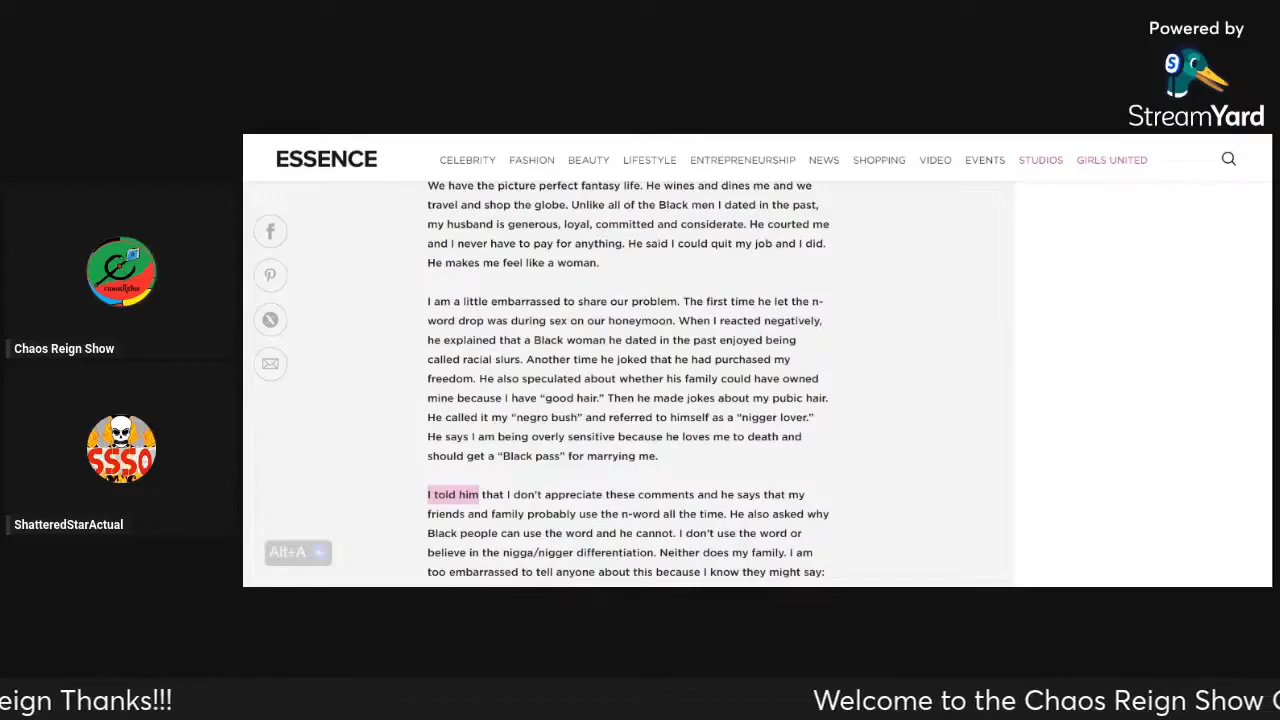 Powered by
S
StreamYard
ESSENCE
CELEBRITY FASHION BEAUTY LIFESTYLE ENTREPRENEURSHIP NEWS SHOPPING VIDEO EVENTS STUDIOS GIRLS UNITED
We have the picture perfect fantasy life. He wines and dines me and we
travel and shop the globe. Unlike all of the Black men I dated in the past,
my husband is generous, loyal, committed and considerate. He courted me
and I never have to pay for anything. He said I could quit my job and I did.
He makes me feel like a woman.
I am a little embarrassed to share our problem. The first time he let the n-
word drop was during sex on our honeymoon. When I reacted negatively,
he explained that a Black woman he dated in the past enjoyed being
called racial slurs. Another time he joked that he had purchased my
freedom. He also speculated about whether his family could have owned
mine because I have “good hair.” Then he made jokes about my pubic hair.
He called it my “negro bush” and referred to himself as a “nigger lover.”
He says I am being overly sensitive because he loves me to death and
should get a “Black pass” for marrying me.
I told him that I don’t appreciate these comments and he says that my
friends and family probably use the n-word all the time. He also asked why
Black people can use the word and he cannot. I don’t use the word or
believe in the nigga/nigger differentiation. Neither does my family. I am
too embarrassed to tell anyone about this because I know they might say:
Alt+A
CHAOSREIGN
Chaos Reign Show
SSSO
ShatteredStarActual
eign Thanks!!! Welcome to the Chaos Reign Show